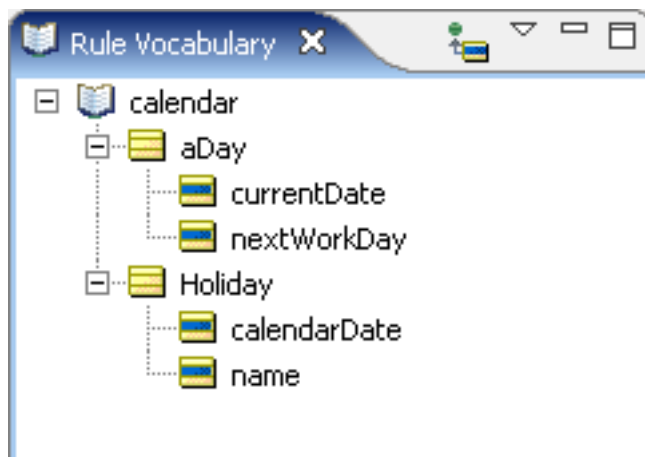 Rule Vocabulary
calendar
aDay
currentDate
nextWorkDay
Holiday
calendarDate
name